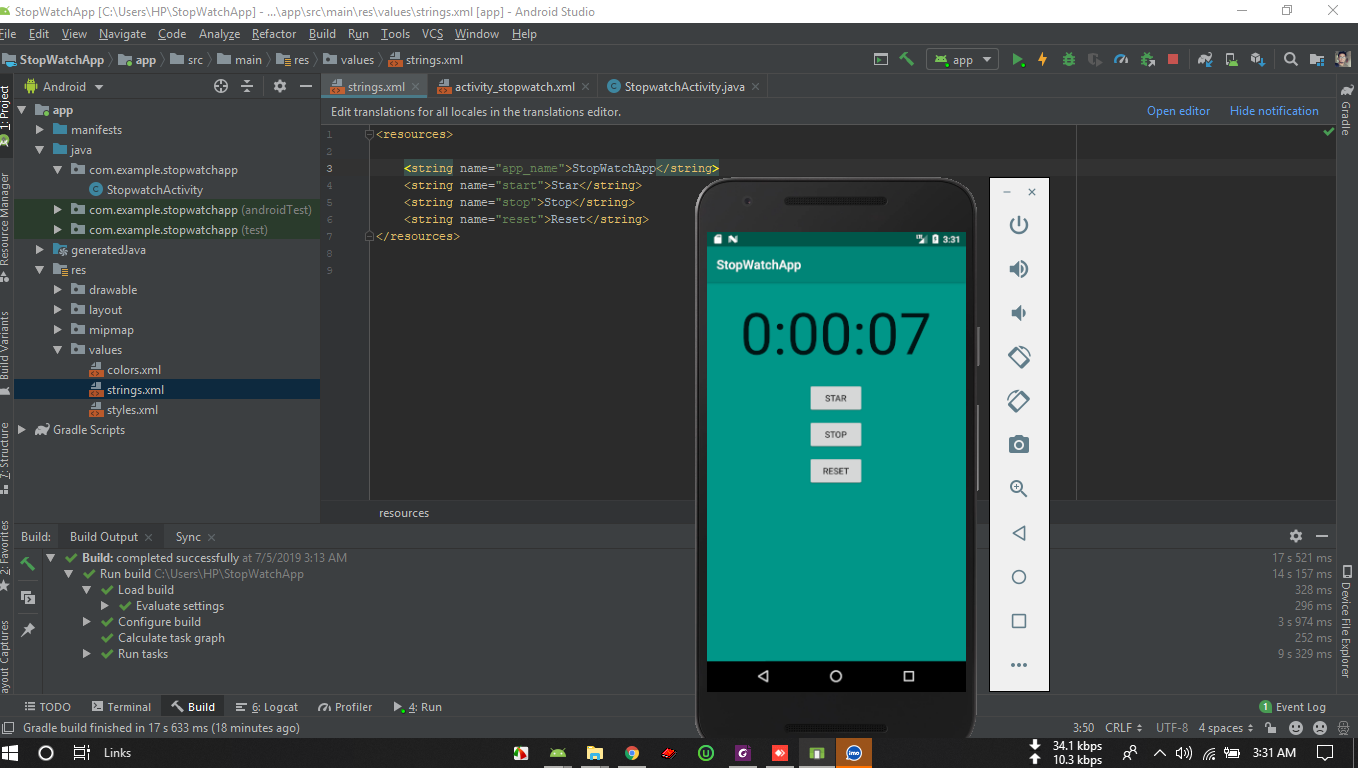 StopWatchApp [C:\Users\HP\StopWatchApp] - ...\app\src\main\res\values\strings.xml [app] - Android Studio
File Edit View Navigate Code Analyze Refactor Build Run Tools VCS Window Help
StopWatchApp app src main res values strings.xml app
Android strings.xml activity_stopwatch.xml StopwatchActivity.java
Edit translations for all locales in the translations editor. Open editor Hide notification
1: Project
Resource Manager
Build Variants
7: Structure
2: Favorites
ayout Captures
app
manifests
java
com.example.stopwatchapp
StopwatchActivity
com.example.stopwatchapp (androidTest)
com.example.stopwatchapp (test)
generatedJava
res
drawable
layout
mipmap
values
colors.xml
strings.xml
styles.xml
Gradle Scripts
1 <resources>
2
3 <string name="app_name">StopWatchApp</string>
4 <string name="start">Star</string>
5 <string name="stop">Stop</string>
6 <string name="reset">Reset</string>
7 </resources>
8
9
resources
Gradle
Device File Explorer
3:31
StopWatchApp
0:00:07
STAR
STOP
RESET
Build: Build Output Sync
Build: completed successfully at 7/5/2019 3:13 AM 17 s 521 ms
Run build C:\Users\HP\StopWatchApp 14 s 157 ms
Load build 328 ms
Evaluate settings 296 ms
Configure build 3 s 974 ms
Calculate task graph 252 ms
Run tasks 9 s 329 ms
TODO Terminal Build 6: Logcat Profiler 4: Run 1 Event Log
Gradle build finished in 17 s 633 ms (18 minutes ago) 3:50 CRLF UTF-8 4 spaces
Links imo 34.1 kbps
10.3 kbps 3:31 AM